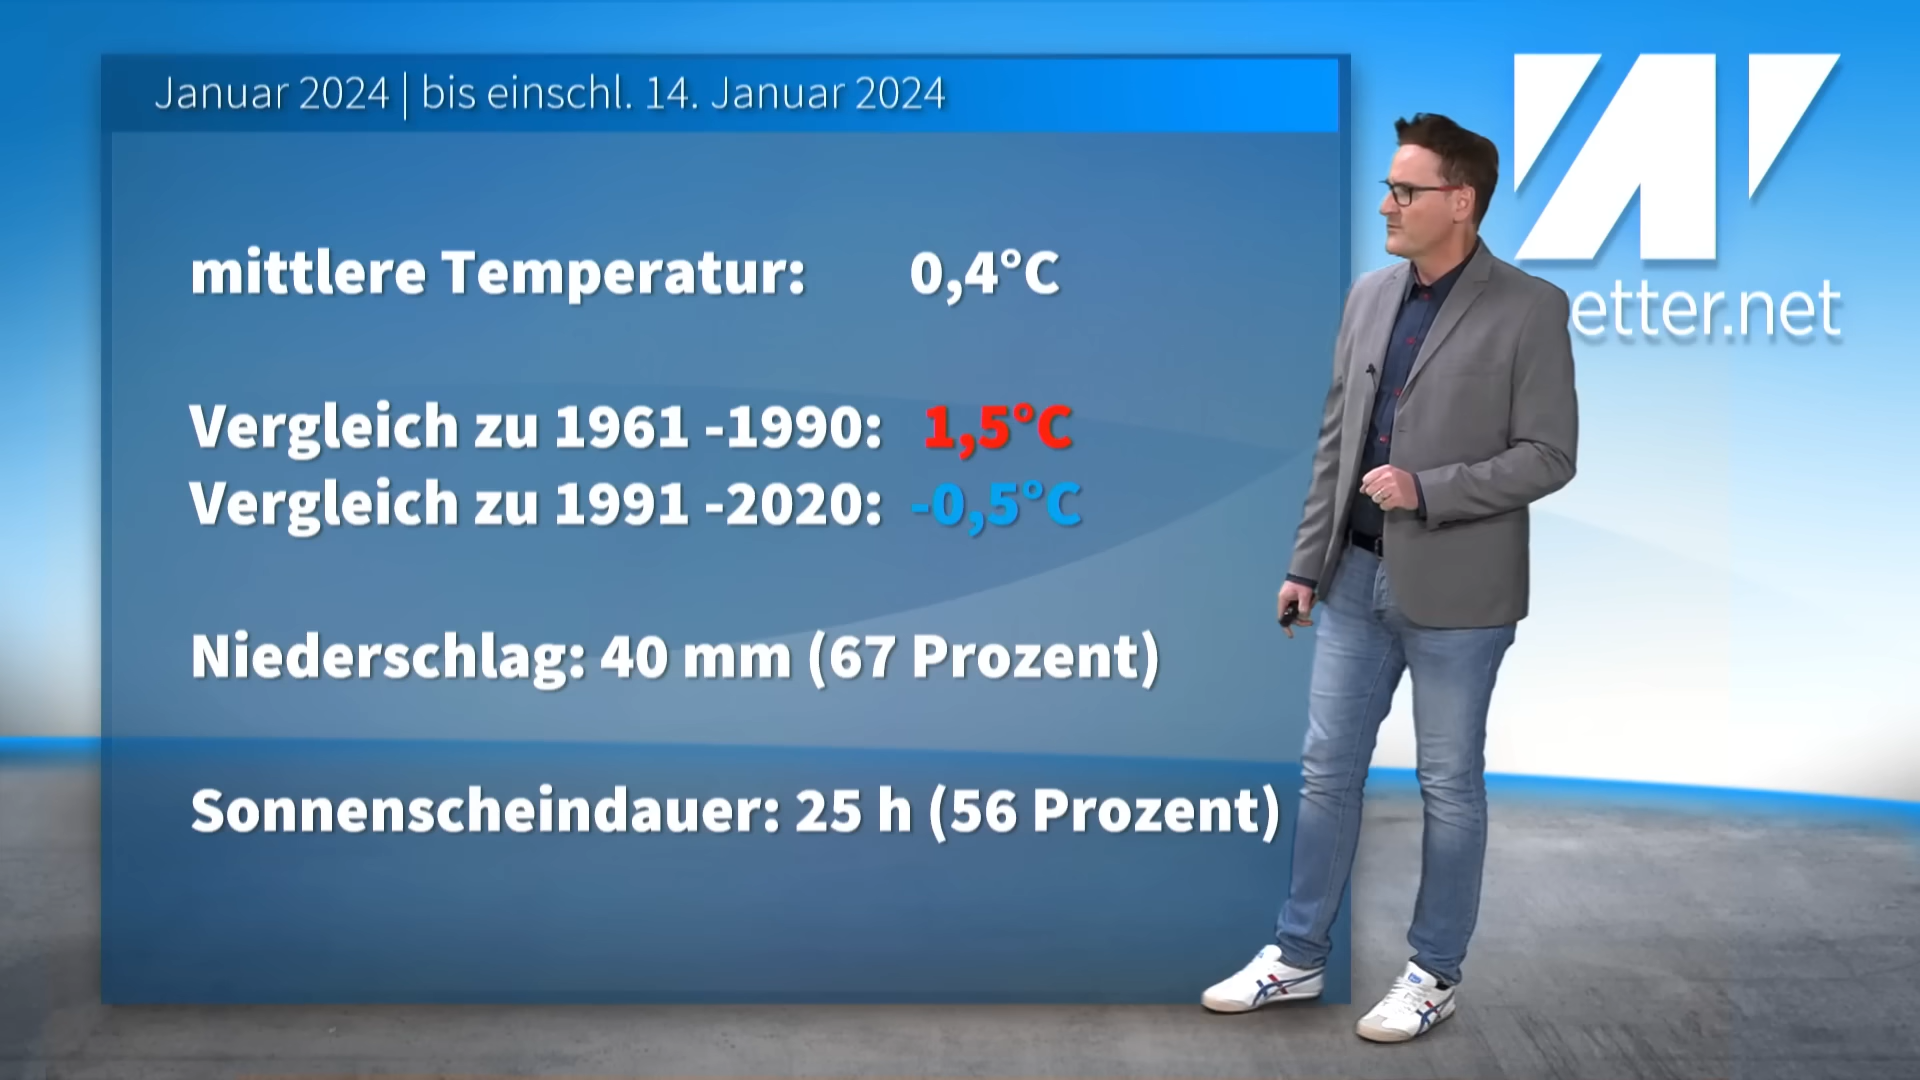 Januar 2024 | bis einschl. 14. Januar 2024
mittlere Temperatur: 0,4°C
Vergleich zu 1961 -1990: 1,5°C
Vergleich zu 1991 -2020: -0,5°C
Niederschlag: 40 mm (67 Prozent)
Sonnenscheindauer: 25 h (56 Prozent)
etter.net